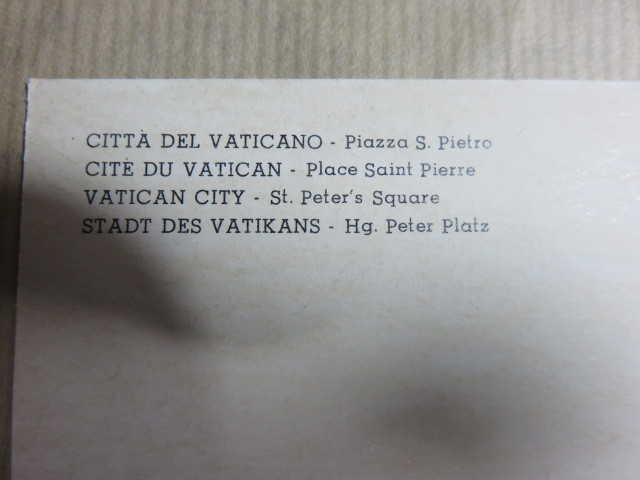 CITTÀ DEL VATICANO - Piazza S. Pietro
CITÉ DU VATICAN - Place Saint Pierre
VATICAN CITY - St. Peter's Square
STADT DES VATIKANS - Hg. Peter Platz